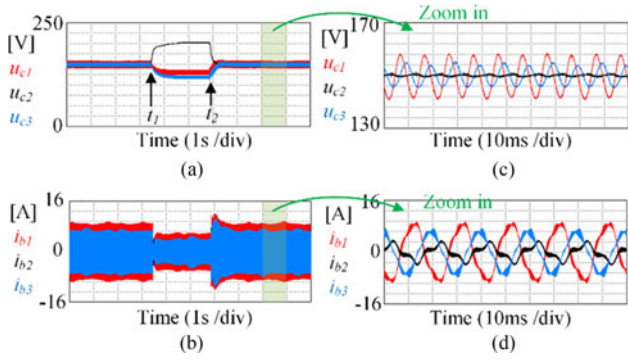 250
[V]
u_c1
u_c2
u_c3
0
t_1
t_2
Time (1s /div)
(a)
Zoom in
170
[V]
u_c1
u_c2
u_c3
130
Time (10ms /div)
(c)
16
[A]
i_b1
0
i_b2
i_b3
-16
Time (1s /div)
(b)
Zoom in
16
[A]
i_b1
0
i_b2
i_b3
-16
Time (10ms /div)
(d)